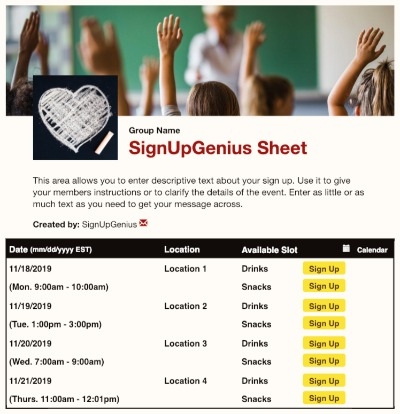 Group Name
SignUpGenius Sheet
This area allows you to enter descriptive text about your sign up. Use it to give
your members instructions or to clarify the details of the event. Enter as little or as
much text as you need to get your message across.
Created by: SignUpGenius
Date (mm/dd/yyyy EST) Location Available Slot Calendar
11/18/2019 Location 1 Drinks Sign Up
(Mon. 9:00am - 10:00am) Snacks Sign Up
11/19/2019 Location 2 Drinks Sign Up
(Tue. 1:00pm - 3:00pm) Snacks Sign Up
11/20/2019 Location 3 Drinks Sign Up
(Wed. 7:00am - 9:00am) Snacks Sign Up
11/21/2019 Location 4 Drinks Sign Up
(Thurs. 11:00am - 12:01pm) Snacks Sign Up